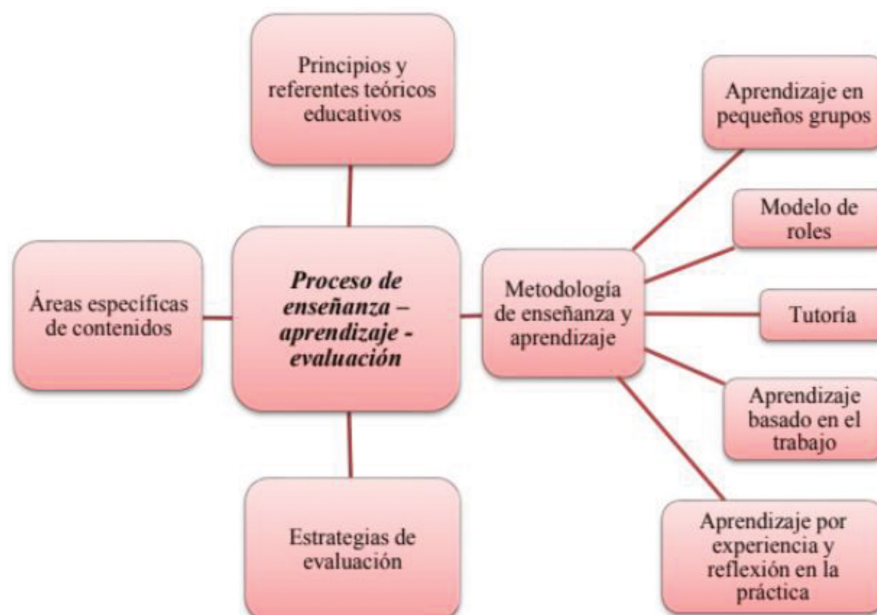 Principios y
referentes teóricos
educativos
Áreas específicas
de contenidos
Proceso de
enseñanza –
aprendizaje -
evaluación
Estrategias de
evaluación
Metodología
de enseñanza y
aprendizaje
Aprendizaje en
pequeños grupos
Modelo de
roles
Tutoría
Aprendizaje
basado en el
trabajo
Aprendizaje por
experiencia y
reflexión en la
práctica